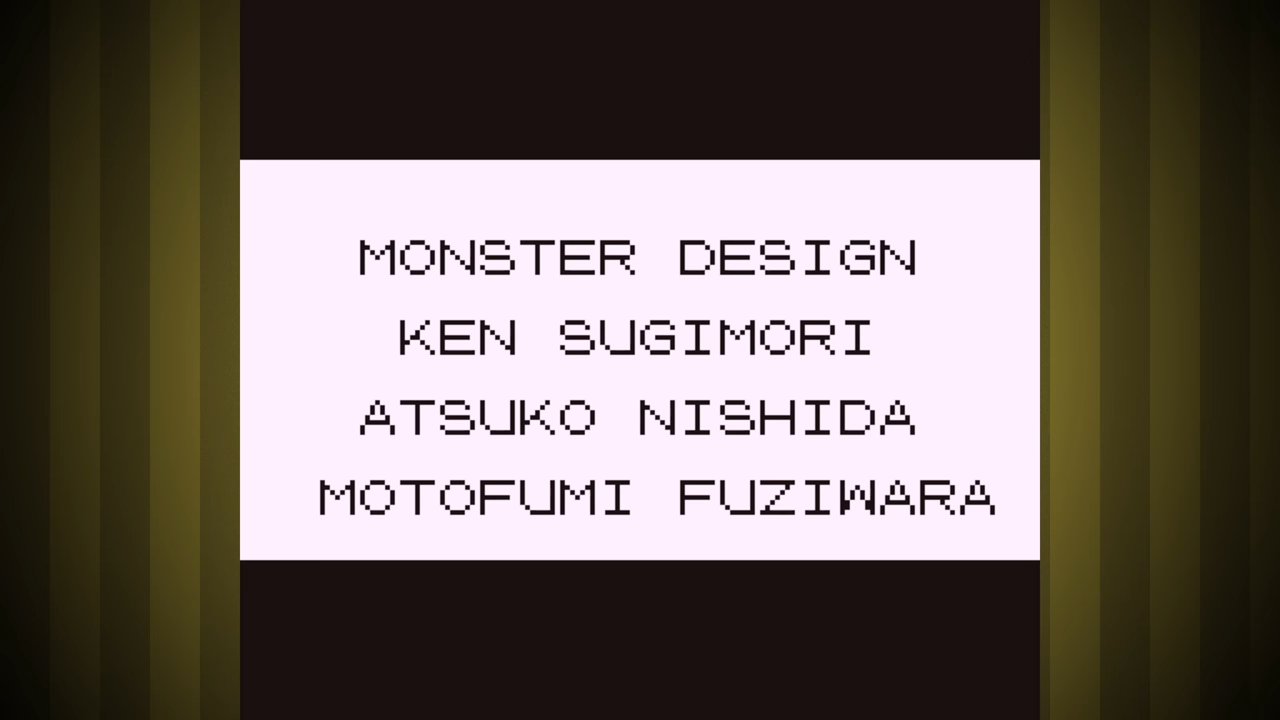 MONSTER DESIGN
KEN SUGIMORI
ATSUKO NISHIDA
MOTOFUMI FUZIWARA